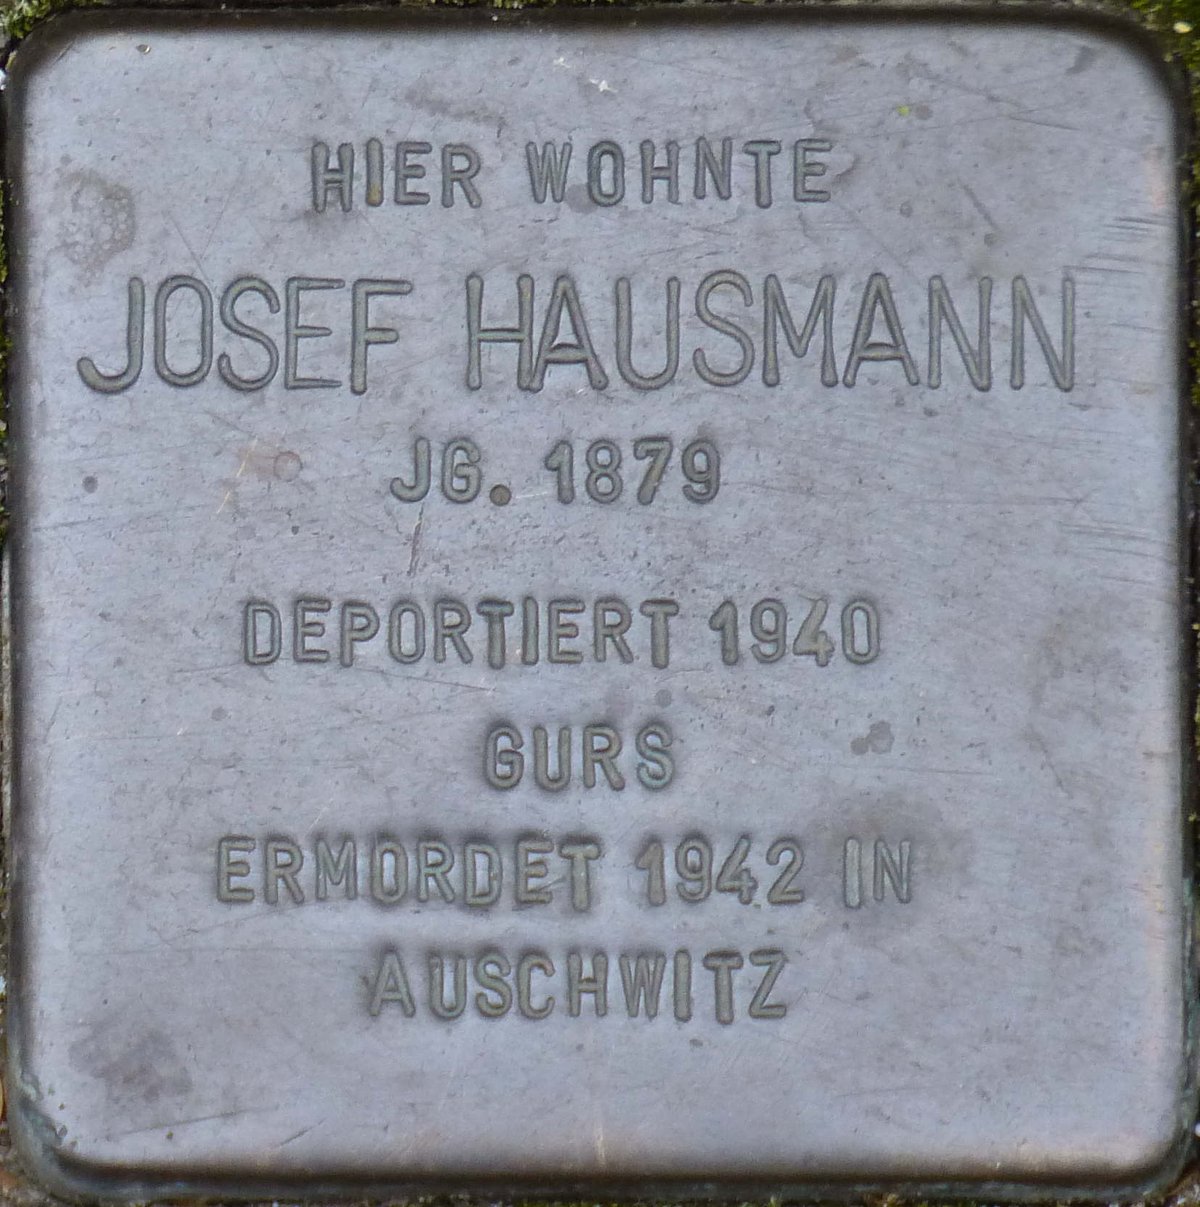 HIER WOHNTE
JOSEF HAUSMANN
JG. 1879
DEPORTIERT 1940
GURS
ERMORDET 1942 IN
AUSCHWITZ